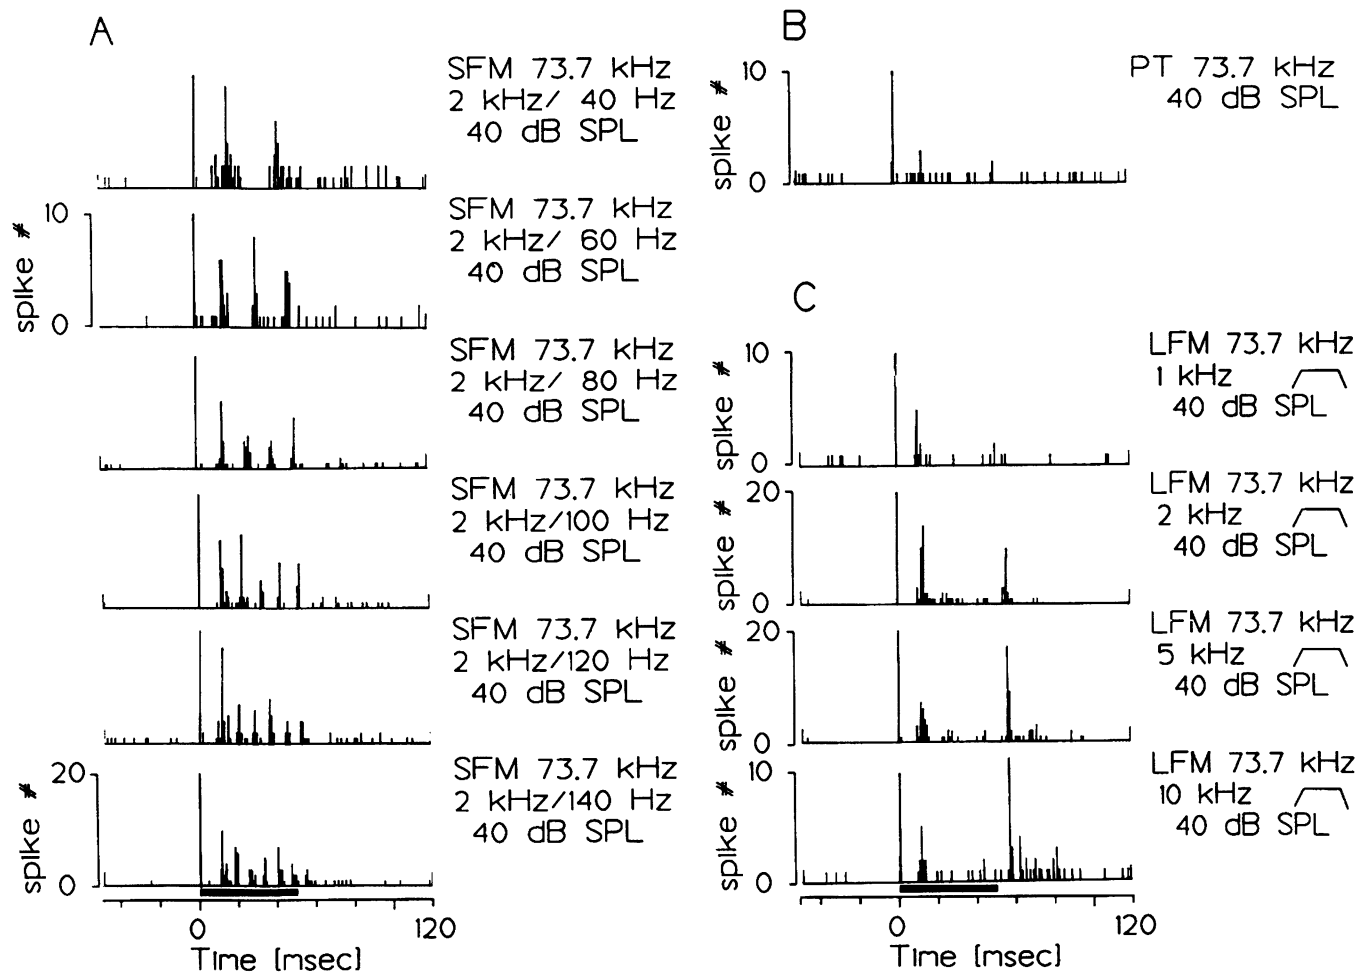 A
SFM 73.7 kHz
2 kHz/ 40 Hz
40 dB SPL
10
spike #
0
SFM 73.7 kHz
2 kHz/ 60 Hz
40 dB SPL
SFM 73.7 kHz
2 kHz/ 80 Hz
40 dB SPL
SFM 73.7 kHz
2 kHz/100 Hz
40 dB SPL
SFM 73.7 kHz
2 kHz/120 Hz
40 dB SPL
20
spike #
0
SFM 73.7 kHz
2 kHz/140 Hz
40 dB SPL
0 120
Time [msec]
B
10
spike #
0
PT 73.7 kHz
40 dB SPL
C
10
spike #
0
LFM 73.7 kHz
1 kHz
40 dB SPL
20
spike #
0
LFM 73.7 kHz
2 kHz
40 dB SPL
20
spike #
0
LFM 73.7 kHz
5 kHz
40 dB SPL
10
spike #
0
LFM 73.7 kHz
10 kHz
40 dB SPL
0 120
Time [msec]